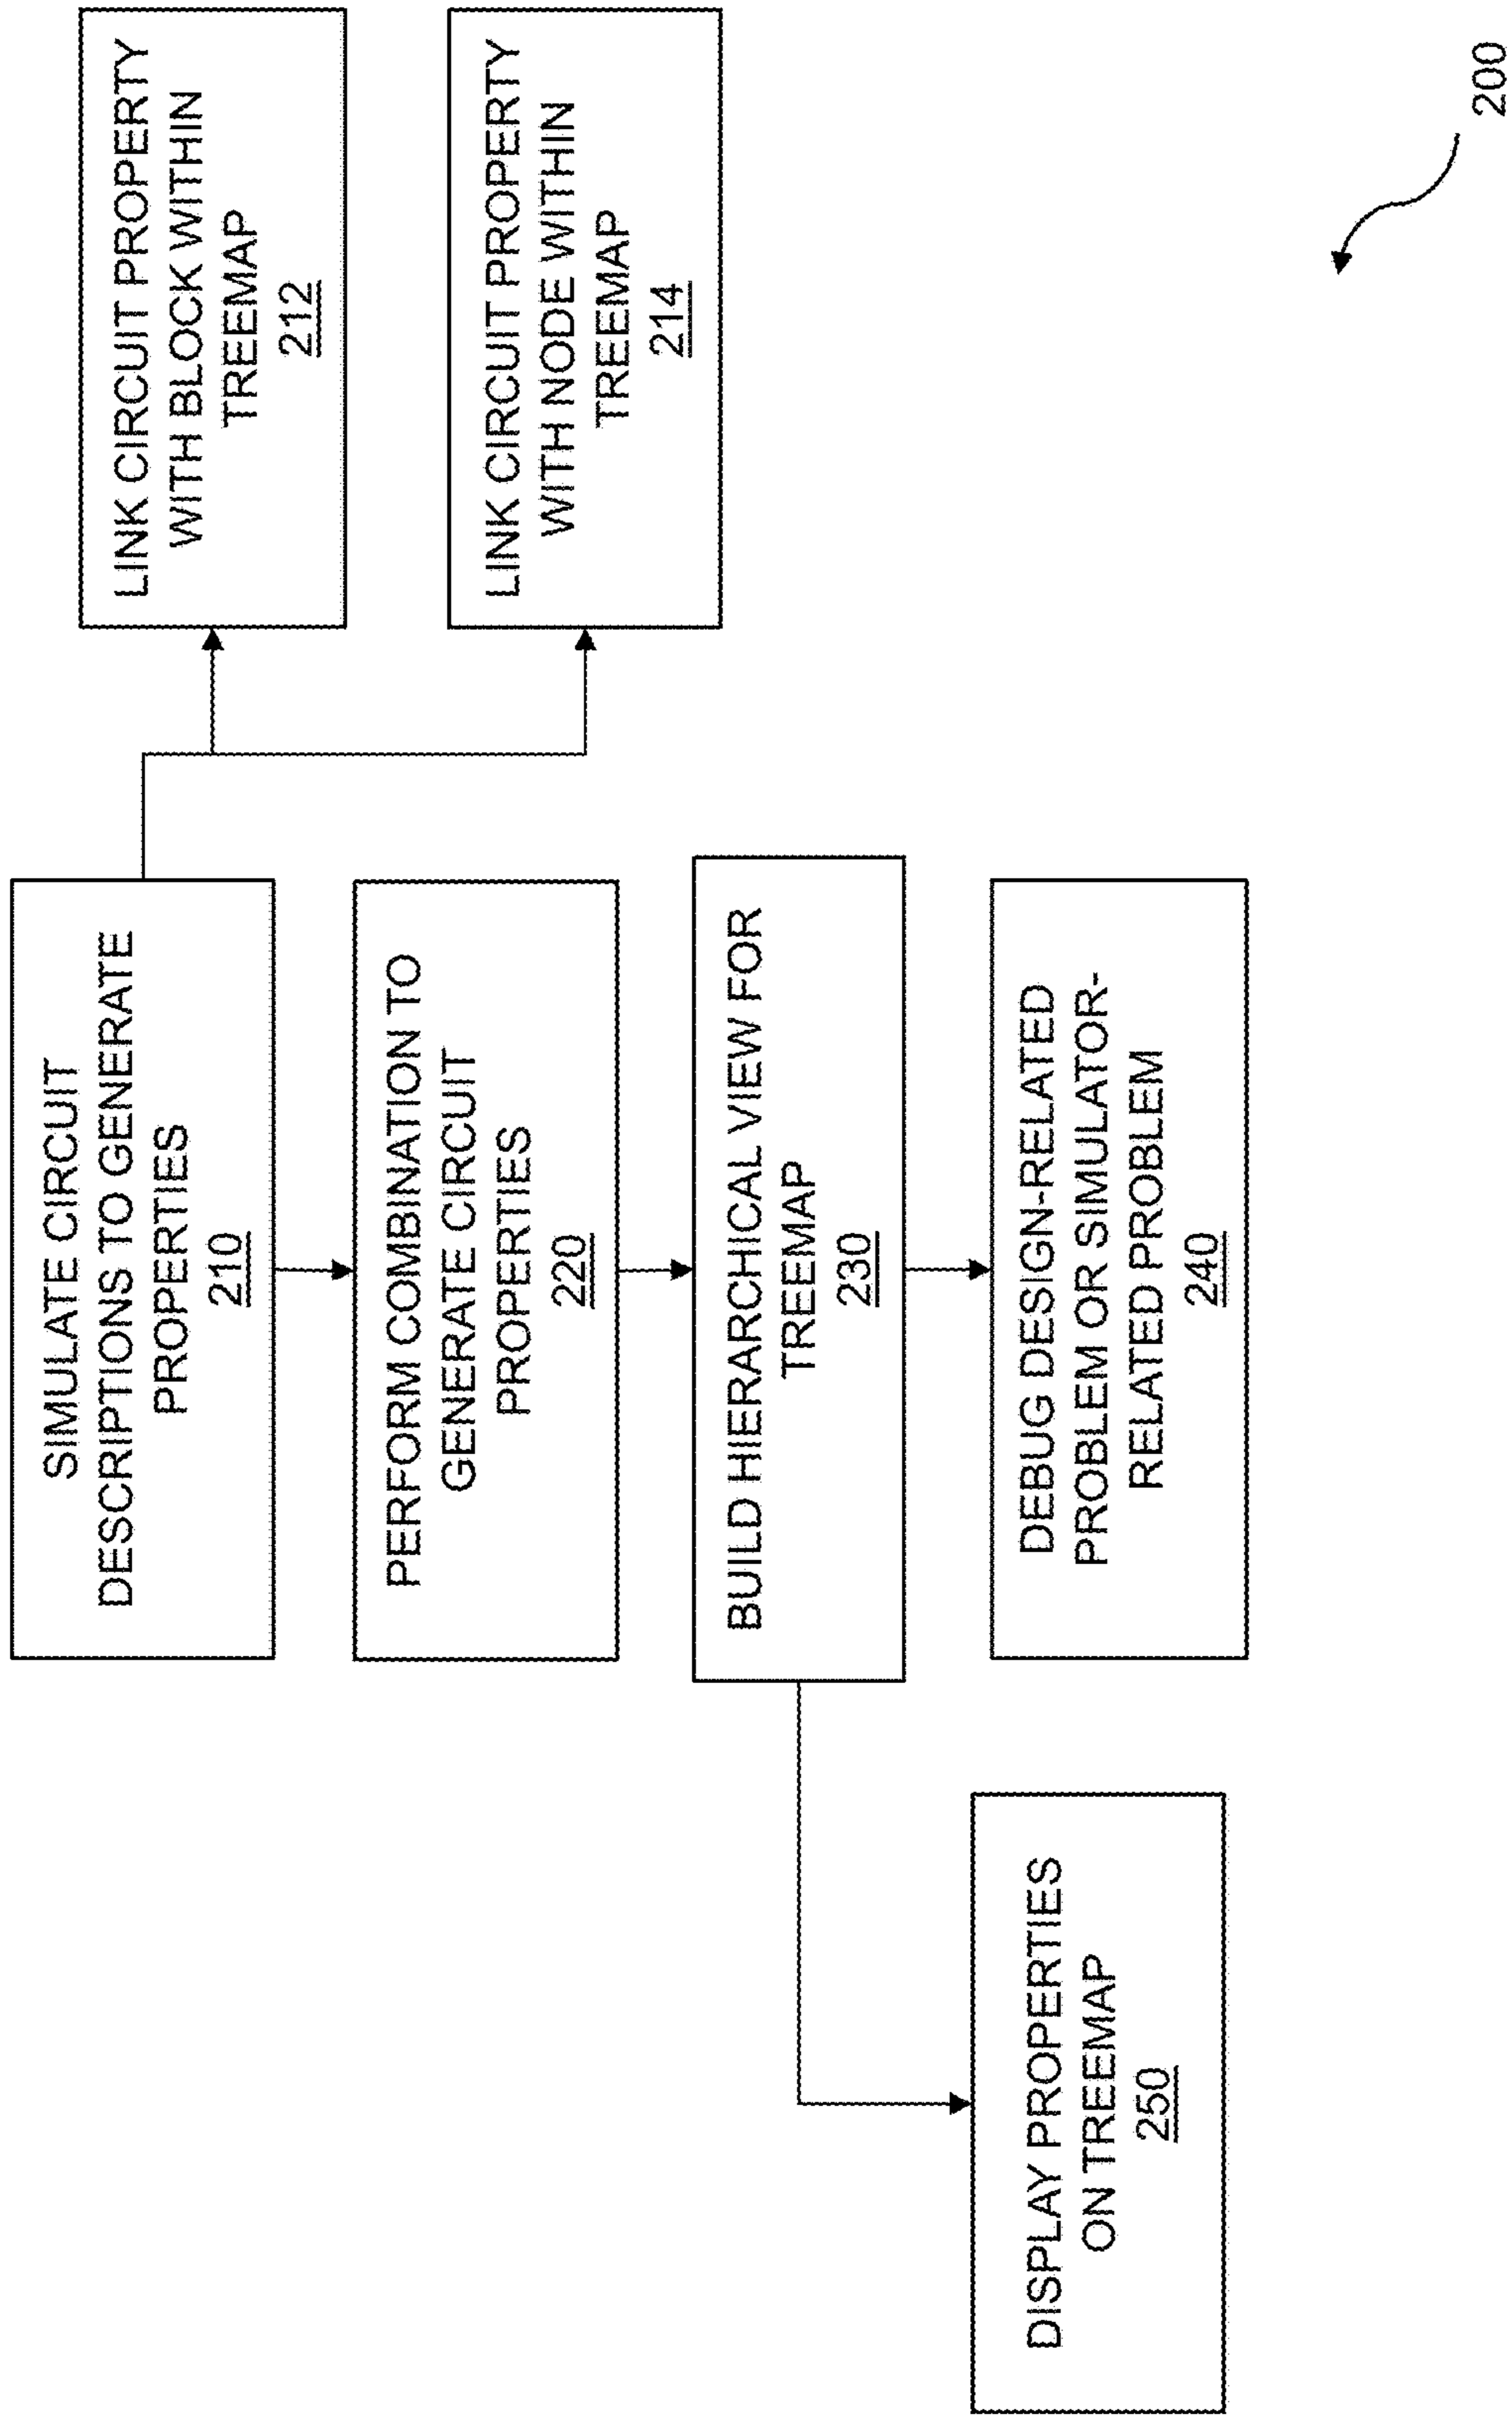 SIMULATE CIRCUIT
DESCRIPTIONS TO GENERATE
PROPERTIES
210
LINK CIRCUIT PROPERTY
WITH BLOCK WITHIN
TREEMAP
212
LINK CIRCUIT PROPERTY
WITH NODE WITHIN
TREEMAP
214
PERFORM COMBINATION TO
GENERATE CIRCUIT
PROPERTIES
220
BUILD HIERARCHICAL VIEW FOR
TREEMAP
230
DEBUG DESIGN-RELATED
PROBLEM OR SIMULATOR-
RELATED PROBLEM
240
DISPLAY PROPERTIES
ON TREEMAP
250
200